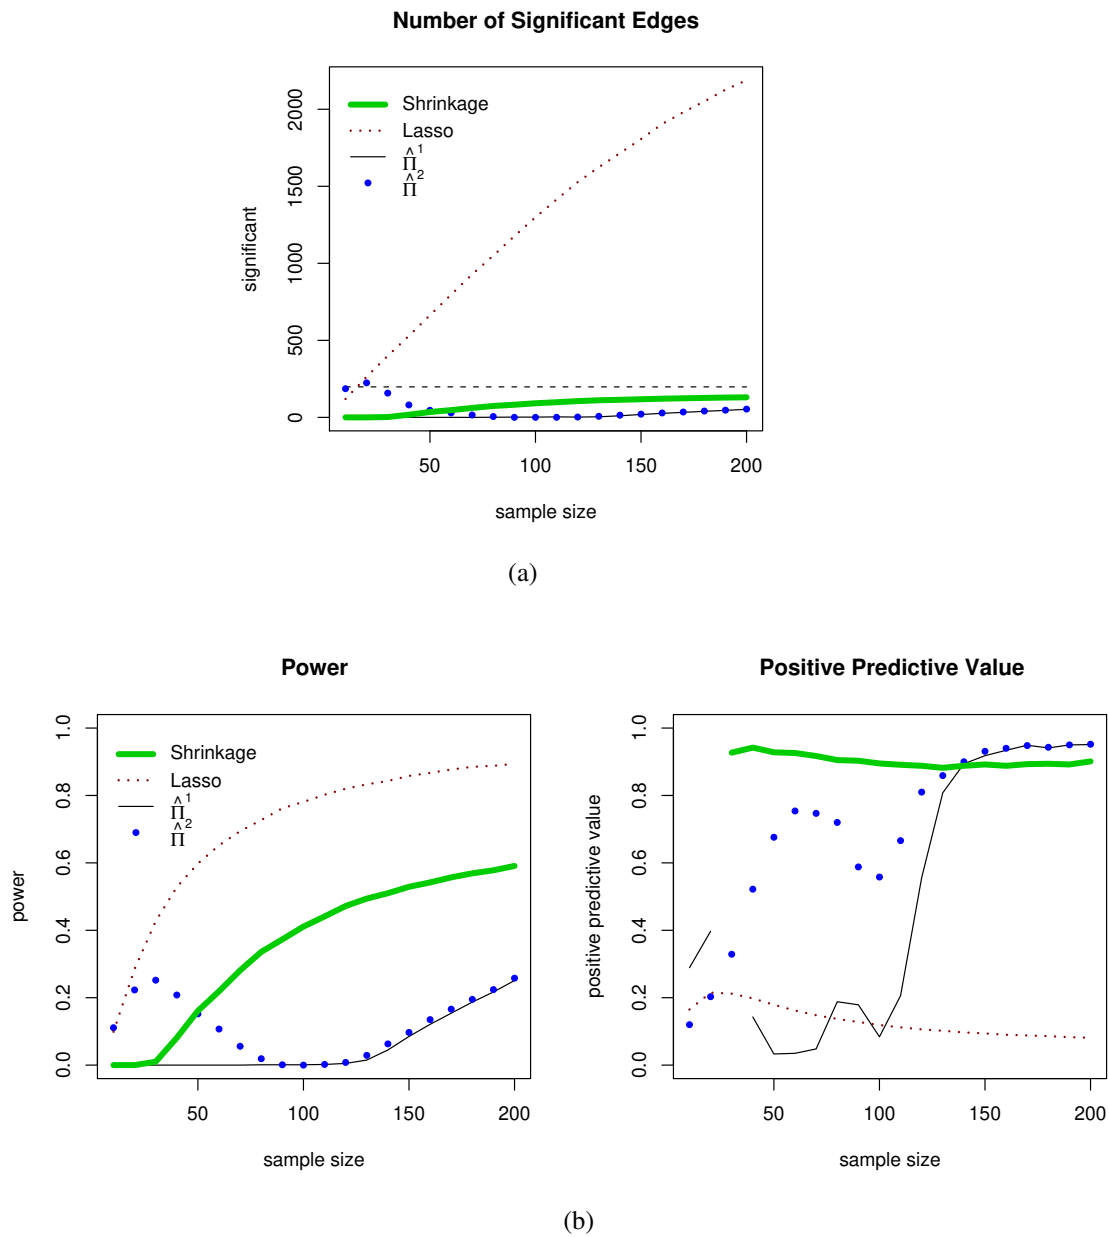 Number of Significant Edges
Shrinkage
Lasso
Π̂¹
Π̂²
significant
0
500
1000
1500
2000
50
100
150
200
sample size
(a)
Power
Shrinkage
Lasso
Π̂¹
Π̂²
power
0.0
0.2
0.4
0.6
0.8
1.0
50
100
150
200
sample size
Positive Predictive Value
positive predictive value
0.0
0.2
0.4
0.6
0.8
1.0
50
100
150
200
sample size
(b)